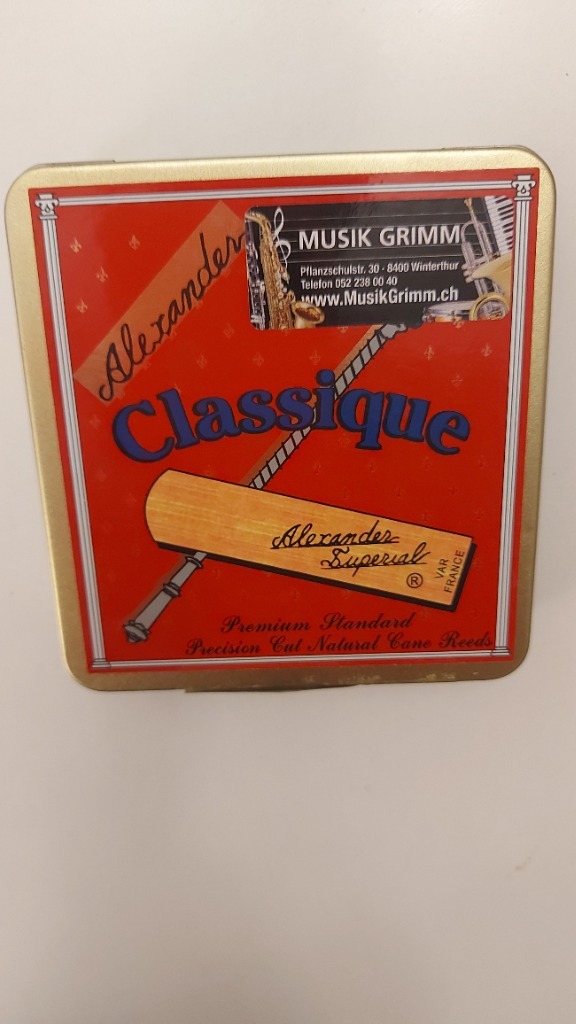 MUSIK GRIMM
Pflanzschulstr. 30 - 8400 Winterthur
Telefon 052 238 00 40
www.MusikGrimm.ch
Alexander
Classique
Alexander
Superial
®
VAR
FRANCE
Premium Standard
Precision Cut Natural Cane Reeds